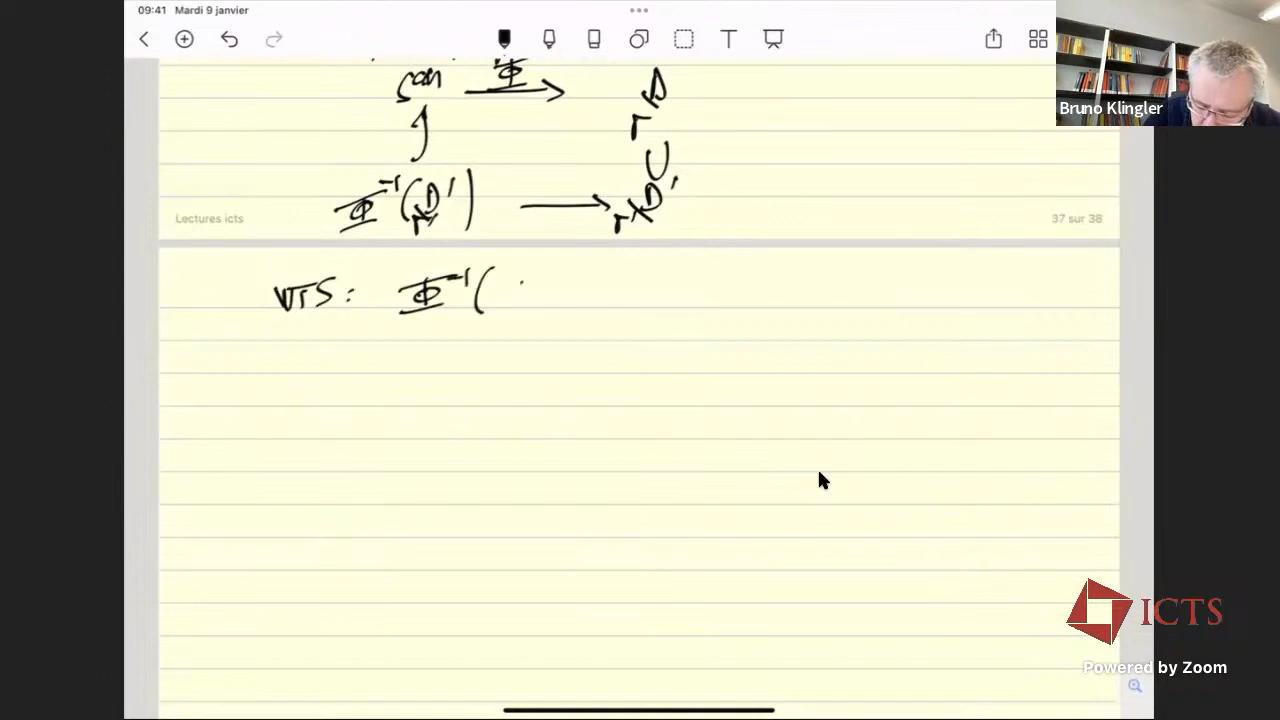 09:41 Mardi 9 janvier
Bruno Klingler
S^an —Φ→ Γ\D
Φ^-1(Γ'\D') → Γ'\D'
Lectures icts
37 sur 38
WTS: Φ^-1(
ICTS
Powered by Zoom